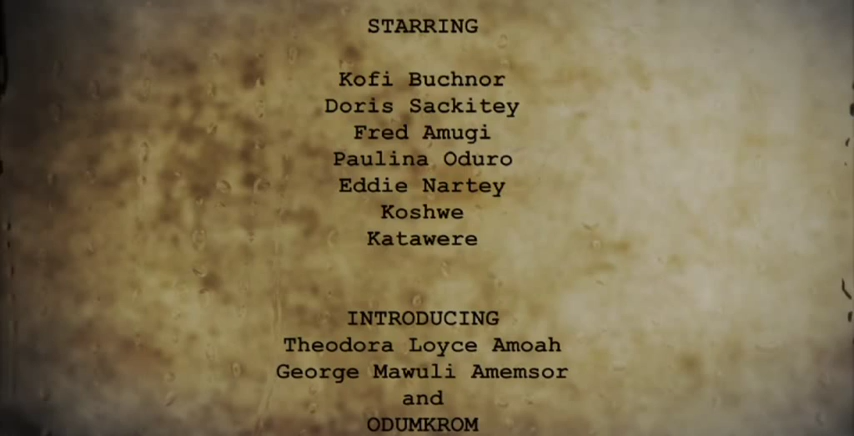 STARRING
Kofi Buchnor
Doris Sackitey
Fred Amugi
Paulina Oduro
Eddie Nartey
Koshwe
Katawere
INTRODUCING
Theodora Loyce Amoah
George Mawuli Amemsor
and
ODUMKROM